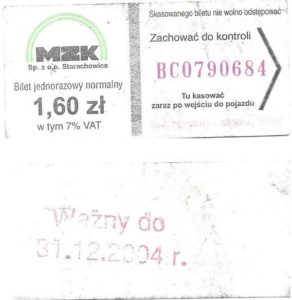 MZK
Sp. z o.o. Starachowice
Bilet jednorazowy normalny
1,60 zł
w tym 7% VAT
Skasowanego biletu nie wolno odstępować
Zachować do kontroli
BC0790684
Tu kasować
zaraz po wejściu do pojazdu
Ważny do
31.12.2004 r.